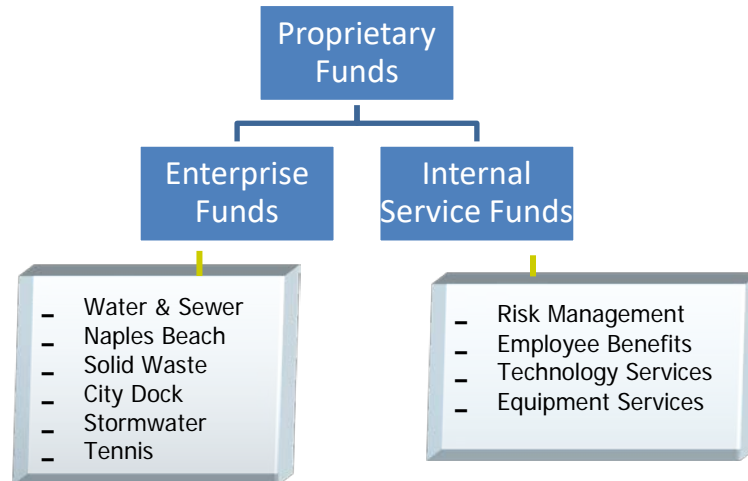 Proprietary
Funds
Enterprise
Funds
Internal
Service Funds
– Water & Sewer
– Naples Beach
– Solid Waste
– City Dock
– Stormwater
– Tennis
– Risk Management
– Employee Benefits
– Technology Services
– Equipment Services